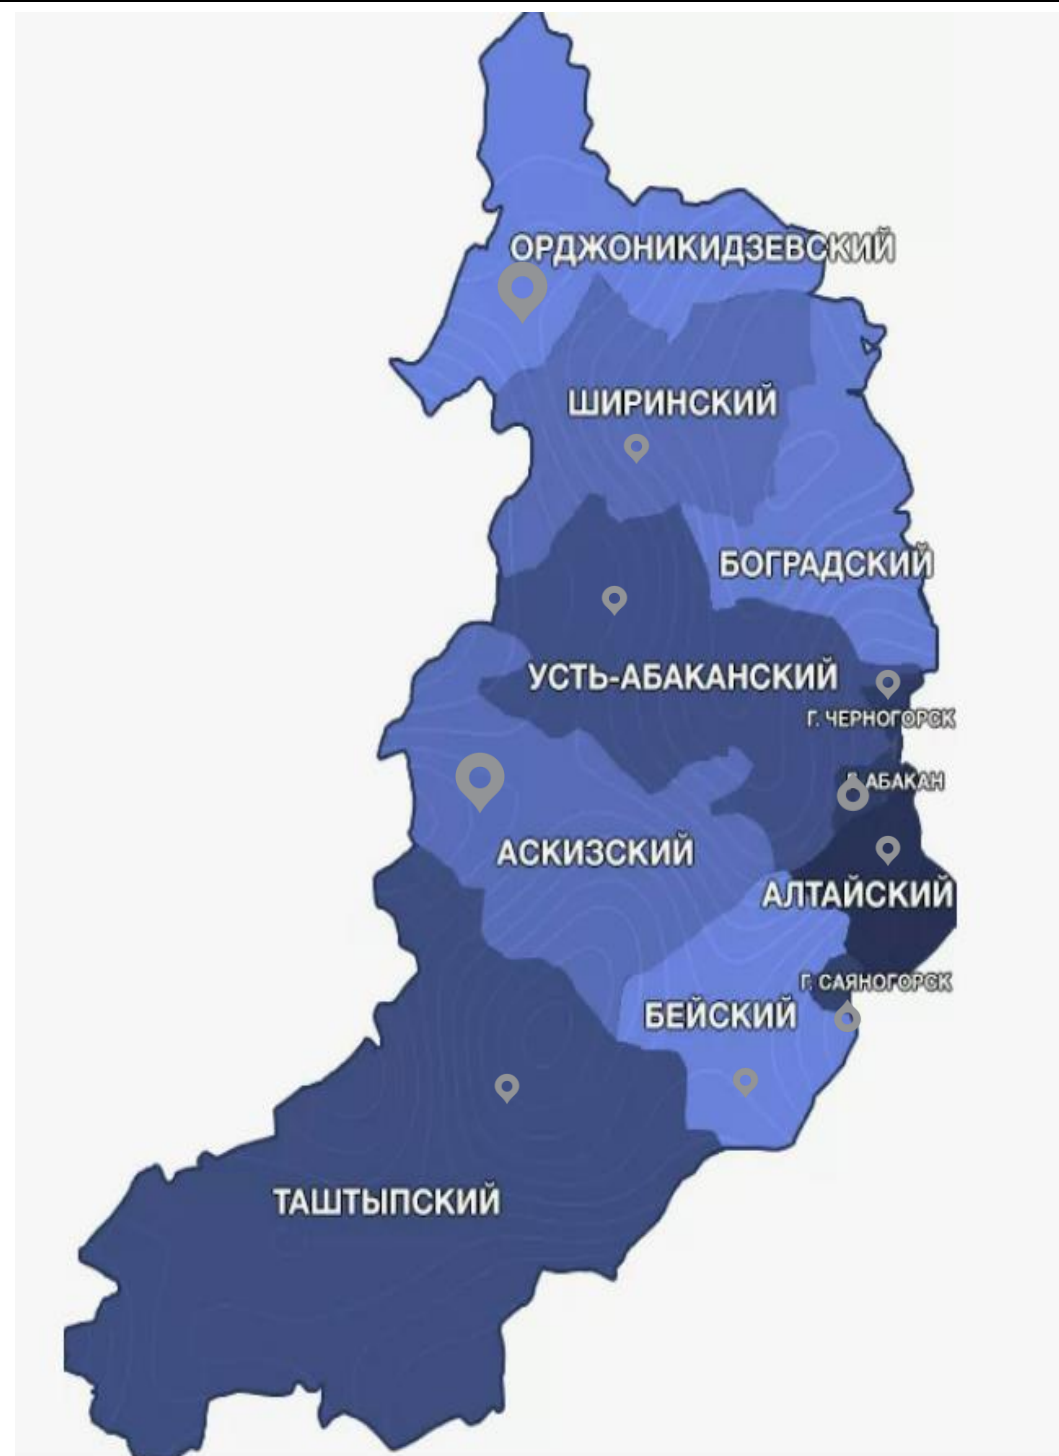 ОРДЖОНИКИДЗЕВСКИЙ
ШИРИНСКИЙ
БОГРАДСКИЙ
УСТЬ-АБАКАНСКИЙ
Г. ЧЕРНОГОРСК
Г. АБАКАН
АСКИЗСКИЙ
АЛТАЙСКИЙ
Г. САЯНОГОРСК
БЕЙСКИЙ
ТАШТЫПСКИЙ